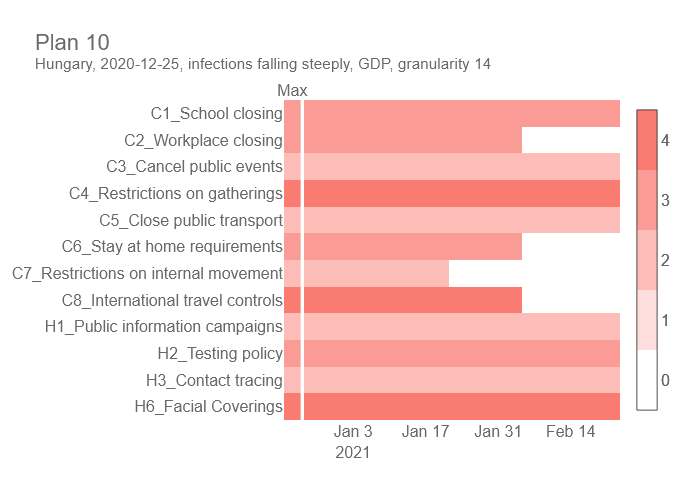 Plan 10
Hungary, 2020-12-25, infections falling steeply, GDP, granularity 14
Max
C1_School closing
C2_Workplace closing
C3_Cancel public events
C4_Restrictions on gatherings
C5_Close public transport
C6_Stay at home requirements
C7_Restrictions on internal movement
C8_International travel controls
H1_Public information campaigns
H2_Testing policy
H3_Contact tracing
H6_Facial Coverings
Jan 3 Jan 17 Jan 31 Feb 14
2021
4
3
2
1
0